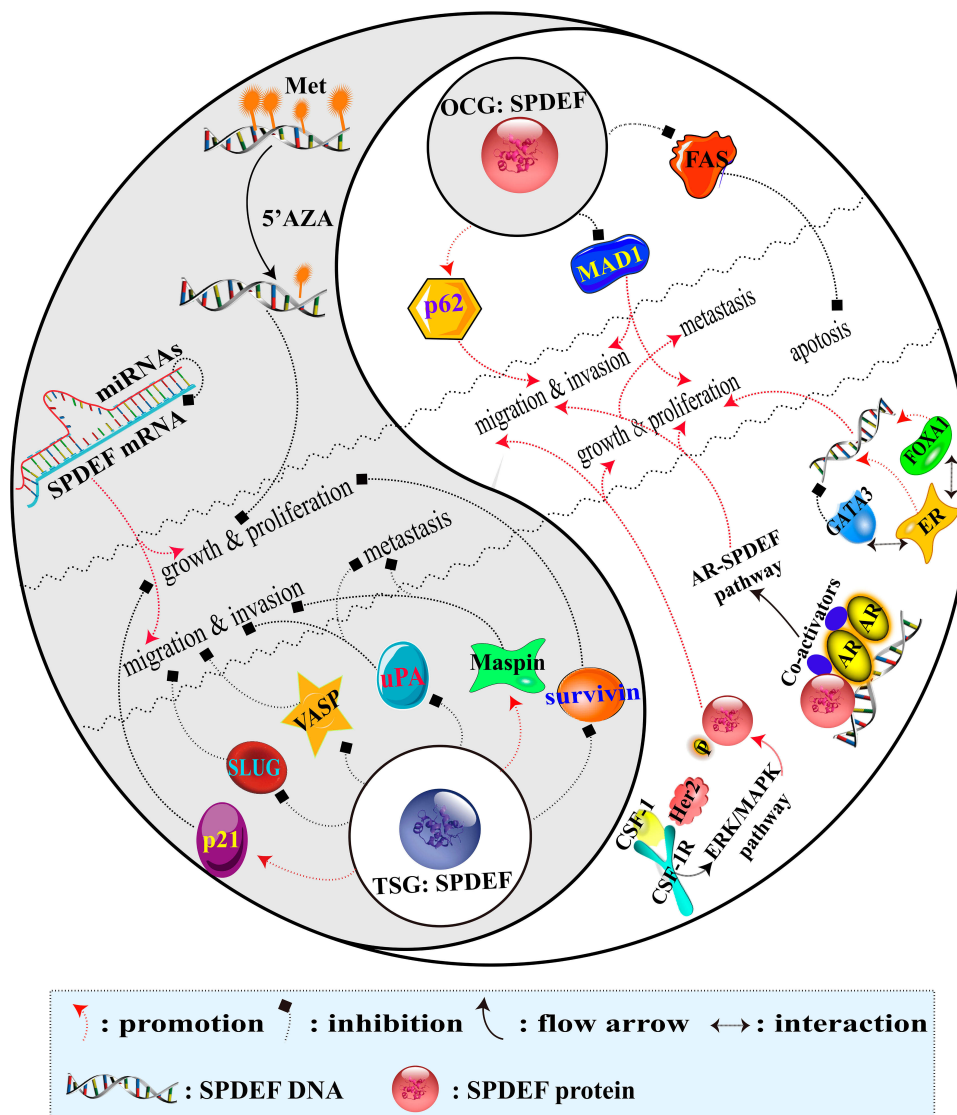 Met
5’AZA
miRNAs
SPDEF mRNA
growth & proliferation
metastasis
migration & invasion
VASP
uPA
Maspin
survivin
SLUG
p21
TSG: SPDEF
OCG: SPDEF
FAS
MAD1
p62
metastasis
apotosis
migration & invasion
growth & proliferation
FOXA1
GATA3
ER
AR-SPDEF
pathway
Co-activators
AR
AR
P
Her2
CSF-1
CSF-1R
ERK/MAPK
pathway
: promotion
: inhibition
: flow arrow
: interaction
: SPDEF DNA
: SPDEF protein